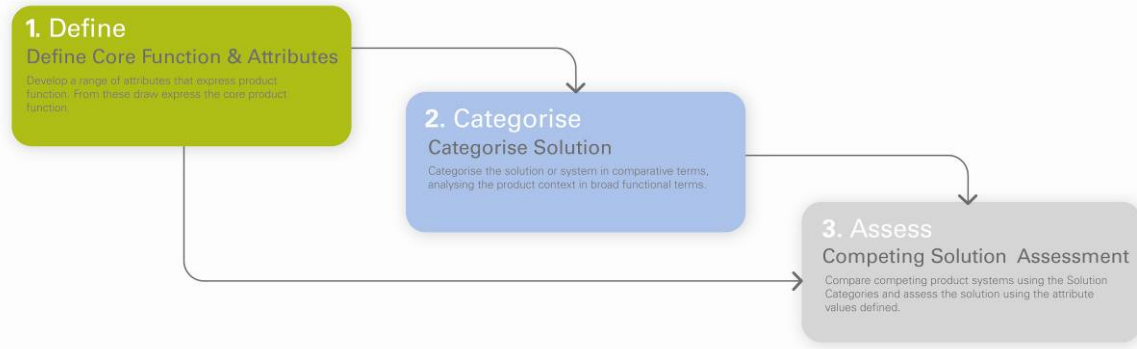 1. Define
Define Core Function & Attributes
Develop a range of attributes that express product
function. From these draw express the core product
function.
2. Categorise
Categorise Solution
Categorise the solution or system in comparative terms,
analysing the product context in broad functional terms.
3. Assess
Competing Solution Assessment
Compare competing product systems using the Solution
Categories and assess the solution using the attribute
values defined.